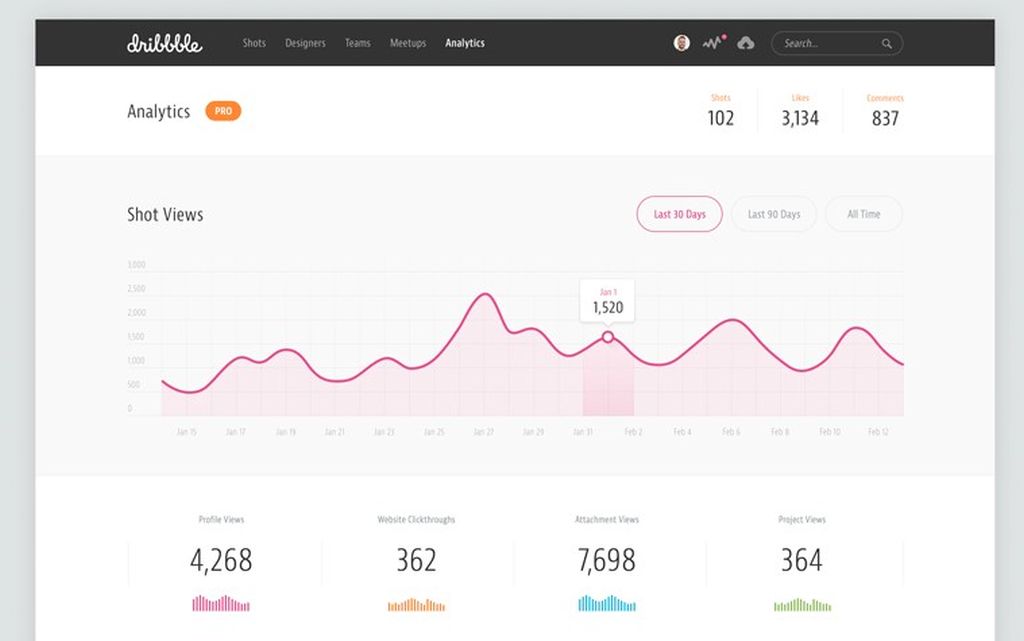 dribbble Shots Designers Teams Meetups Analytics Search...
Analytics PRO
Shots Likes Comments
102 3,134 837
Shot Views Last 30 Days Last 90 Days All Time
3,000
2,500
2,000
1,500
1,000
500
0
Jan 1
1,520
Jan 15 Jan 17 Jan 19 Jan 21 Jan 23 Jan 25 Jan 27 Jan 29 Jan 31 Feb 2 Feb 4 Feb 6 Feb 8 Feb 10 Feb 12
Profile Views Website Clickthroughs Attachment Views Project Views
4,268 362 7,698 364